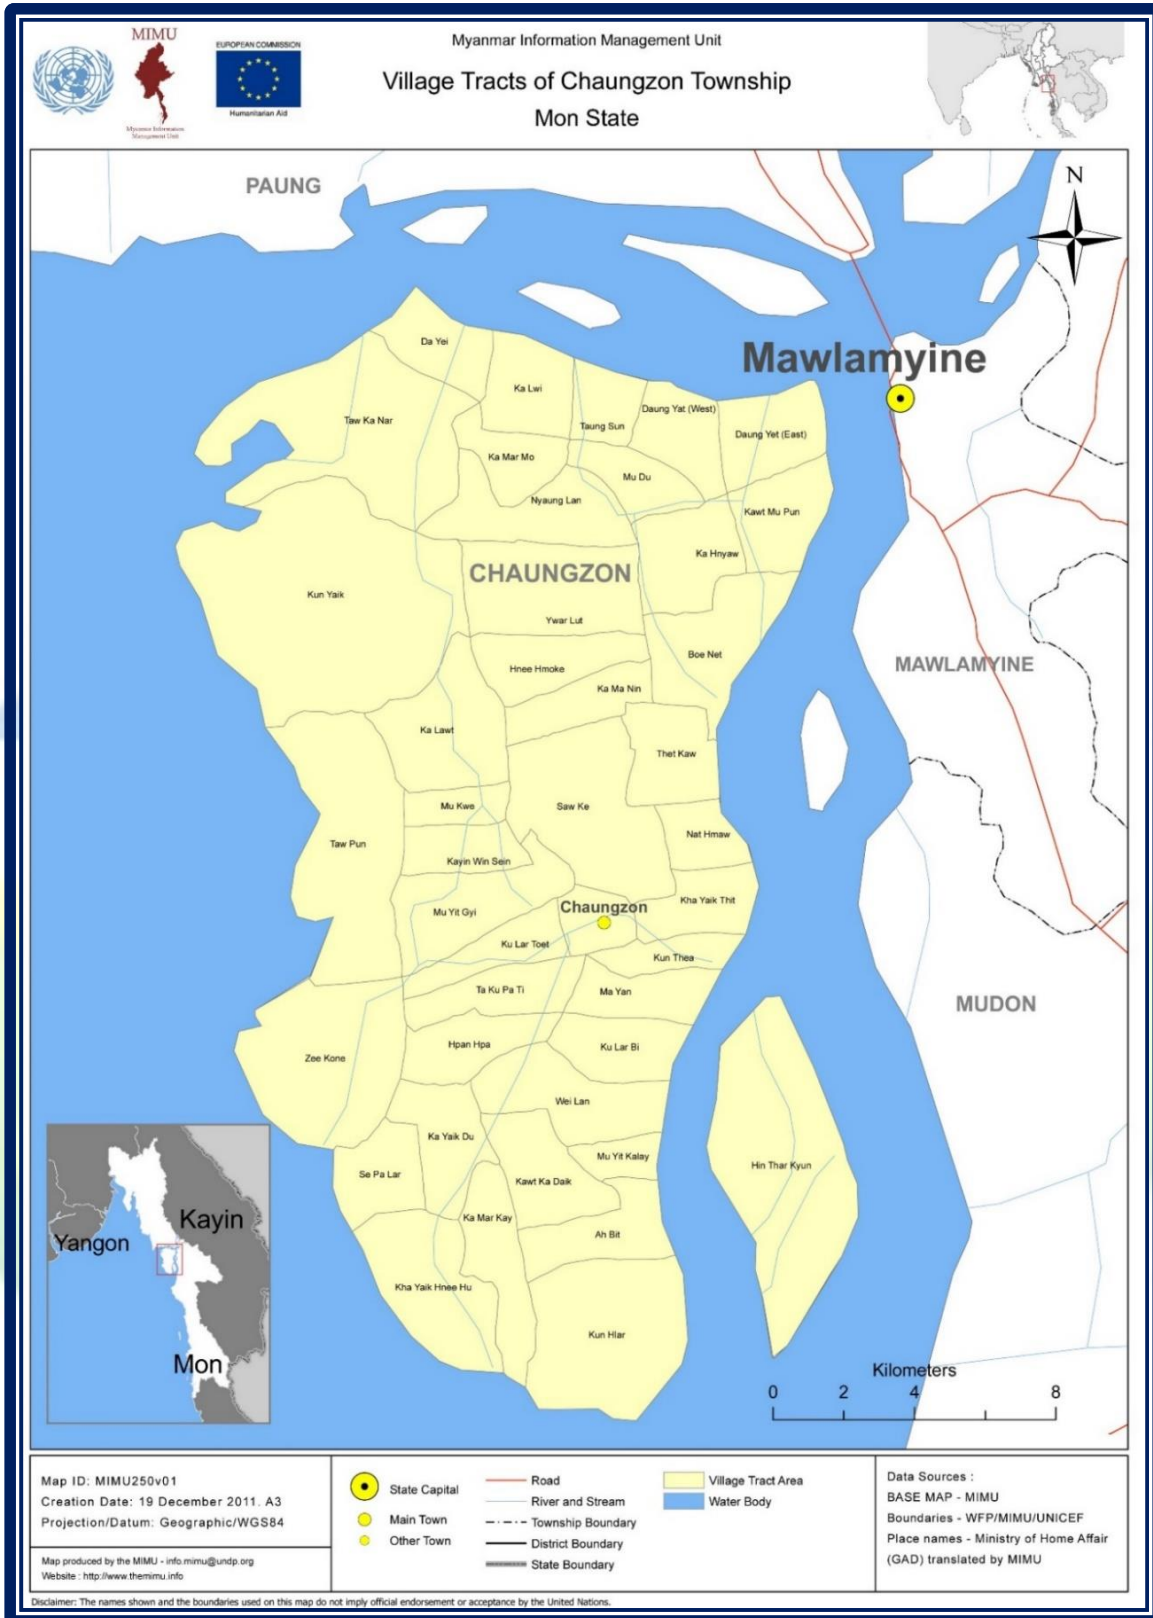 MIMU
Myanmar Information
Management Unit
EUROPEAN COMMISSION
Humanitarian Aid
Myanmar Information Management Unit
Village Tracts of Chaungzon Township
Mon State
PAUNG
N
Da Yei
Mawlamyine
Ka Lwi
Taw Ka Nar
Taung Sun
Daung Yat (West)
Daung Yet (East)
Ka Mar Mo
Mu Du
Nyaung Lan
Kawt Mu Pun
Ka Hnyaw
CHAUNGZON
Kun Yaik
Ywar Lut
Boe Net
MAWLAMYINE
Hnee Hmoke
Ka Ma Nin
Ka Lawt
Thet Kaw
Mu Kwe
Saw Ke
Nat Hmaw
Taw Pun
Kayin Win Sein
Kha Yaik Thit
Chaungzon
Mu Yit Gyi
Ku Lar Toet
Kun Thea
Ta Ku Pa Ti
Ma Yan
MUDON
Hpan Hpa
Ku Lar Bi
Zee Kone
Wei Lan
Ka Yaik Du
Mu Yit Kalay
Hin Thar Kyun
Se Pa Lar
Kawt Ka Daik
Ka Mar Kay
Ah Bit
Kha Yaik Hnee Hu
Kun Hlar
Kayin
Yangon
Mon
Kilometers
0 2 4 8
Map ID: MIMU250v01
Creation Date: 19 December 2011. A3
Projection/Datum: Geographic/WGS84
Map produced by the MIMU - info.mimu@undp.org
Website : http://www.themimu.info
State Capital
Main Town
Other Town
Road
River and Stream
Township Boundary
District Boundary
State Boundary
Village Tract Area
Water Body
Data Sources :
BASE MAP - MIMU
Boundaries - WFP/MIMU/UNICEF
Place names - Ministry of Home Affair
(GAD) translated by MIMU
Disclaimer: The names shown and the boundaries used on this map do not imply official endorsement or acceptance by the United Nations.